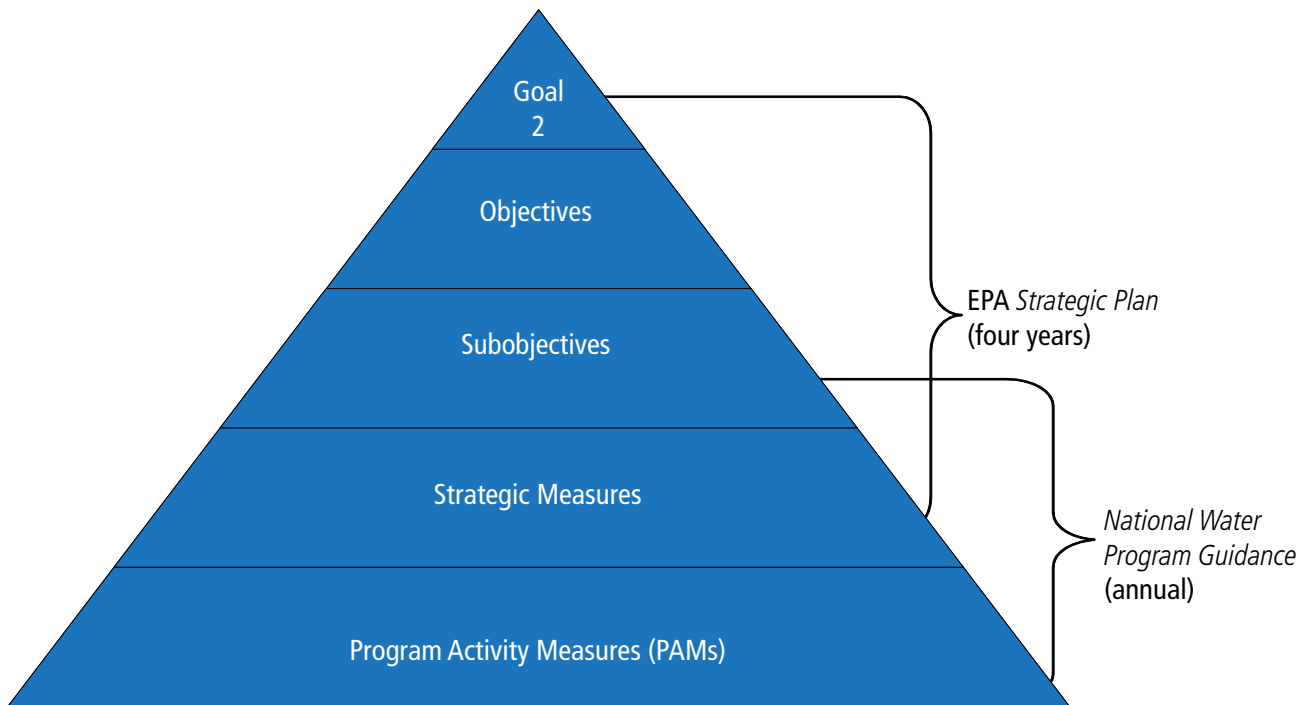 Goal
2
Objectives
Subobjectives
Strategic Measures
Program Activity Measures (PAMs)
EPA Strategic Plan
(four years)
National Water
Program Guidance
(annual)